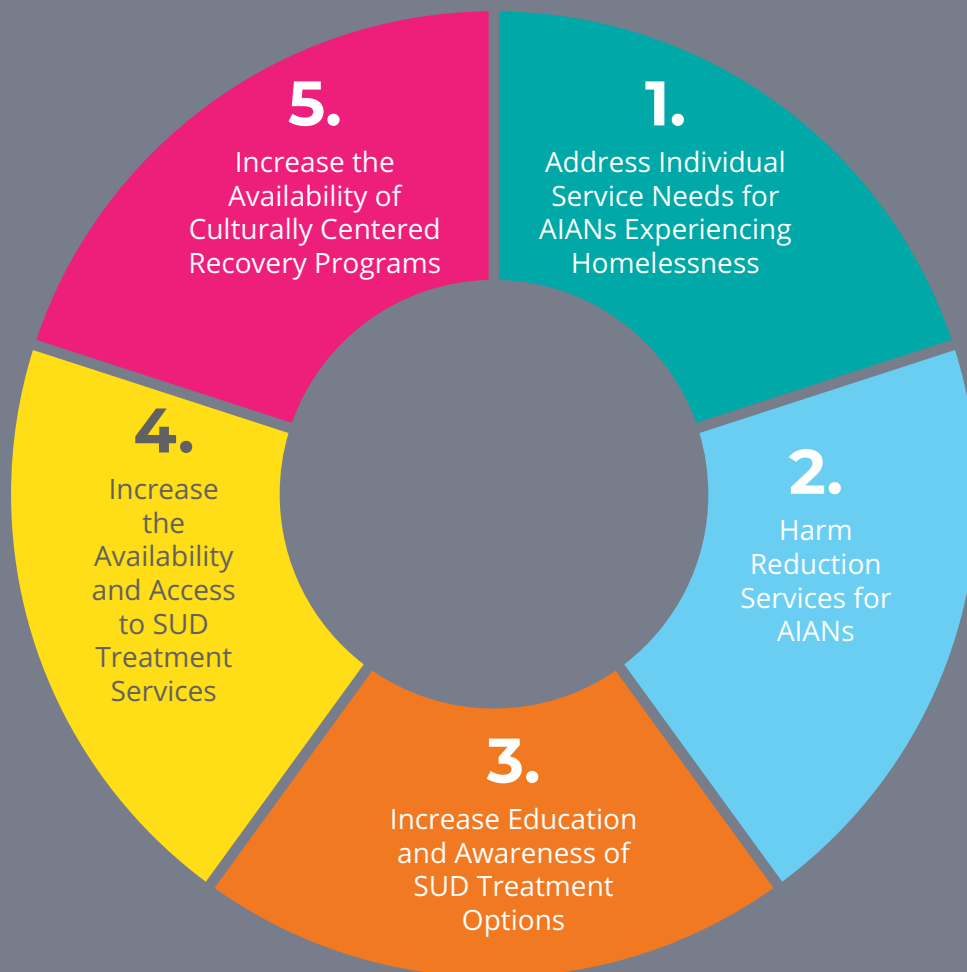 1.
Address Individual
Service Needs for
AIANs Experiencing
Homelessness
2.
Harm
Reduction
Services for
AIANs
3.
Increase Education
and Awareness of
SUD Treatment
Options
4.
Increase
the
Availability
and Access
to SUD
Treatment
Services
5.
Increase the
Availability of
Culturally Centered
Recovery Programs